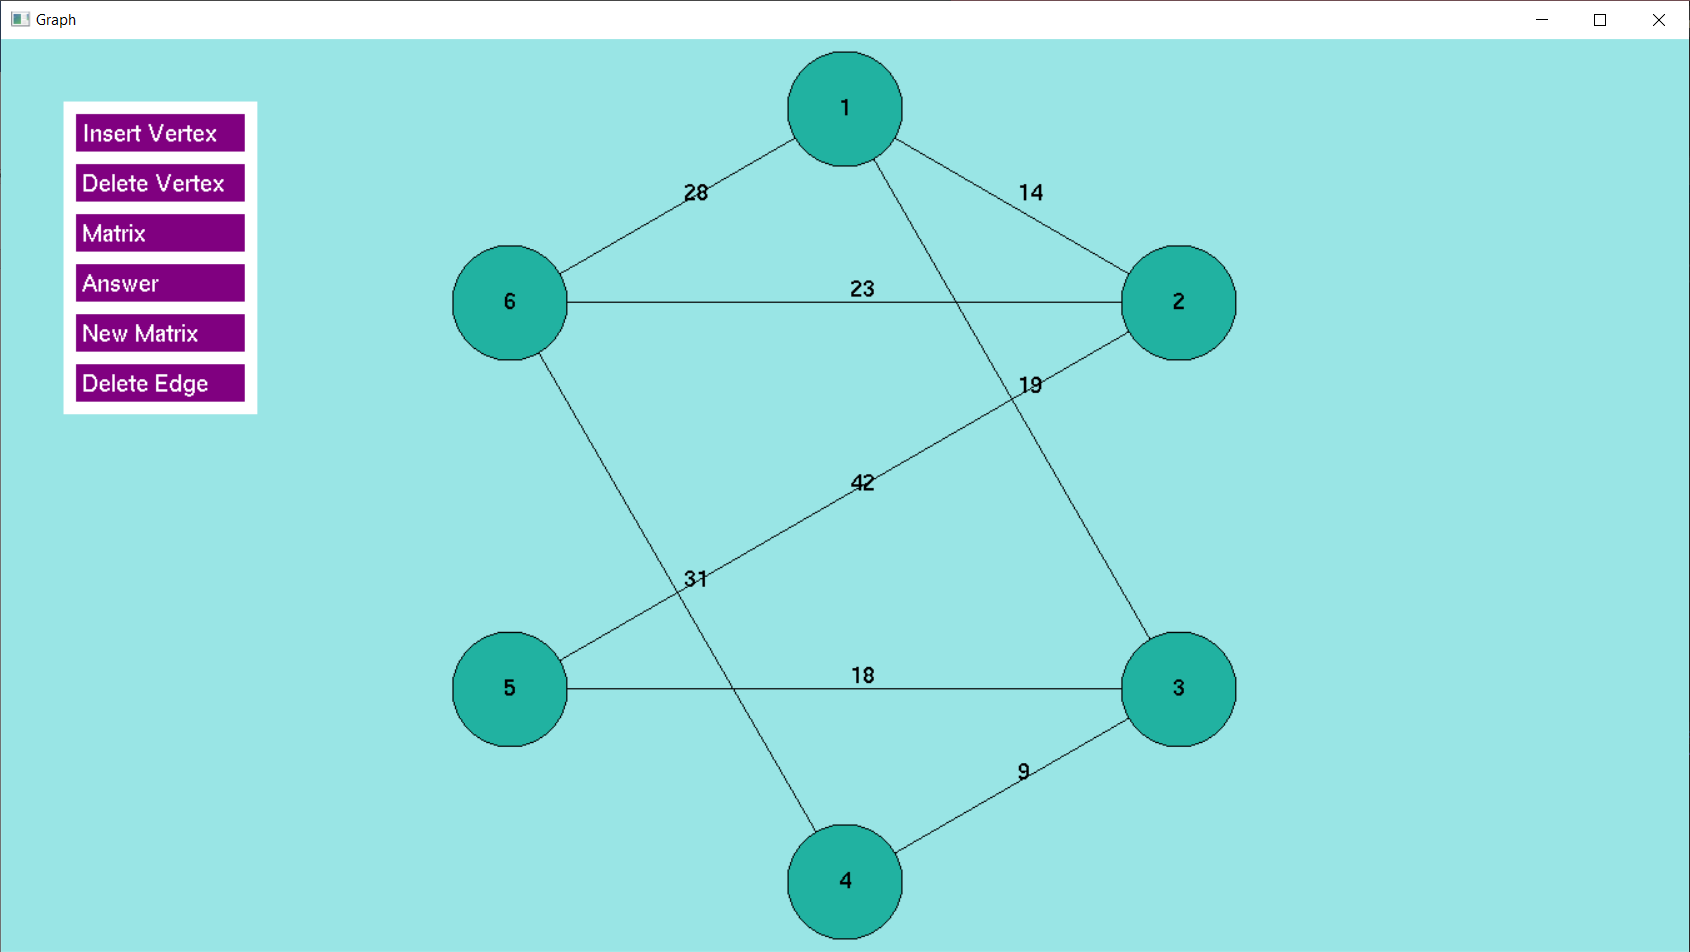 Graph
Insert Vertex
Delete Vertex
Matrix
Answer
New Matrix
Delete Edge
1
28
14
6
23
2
19
42
31
5
18
3
9
4